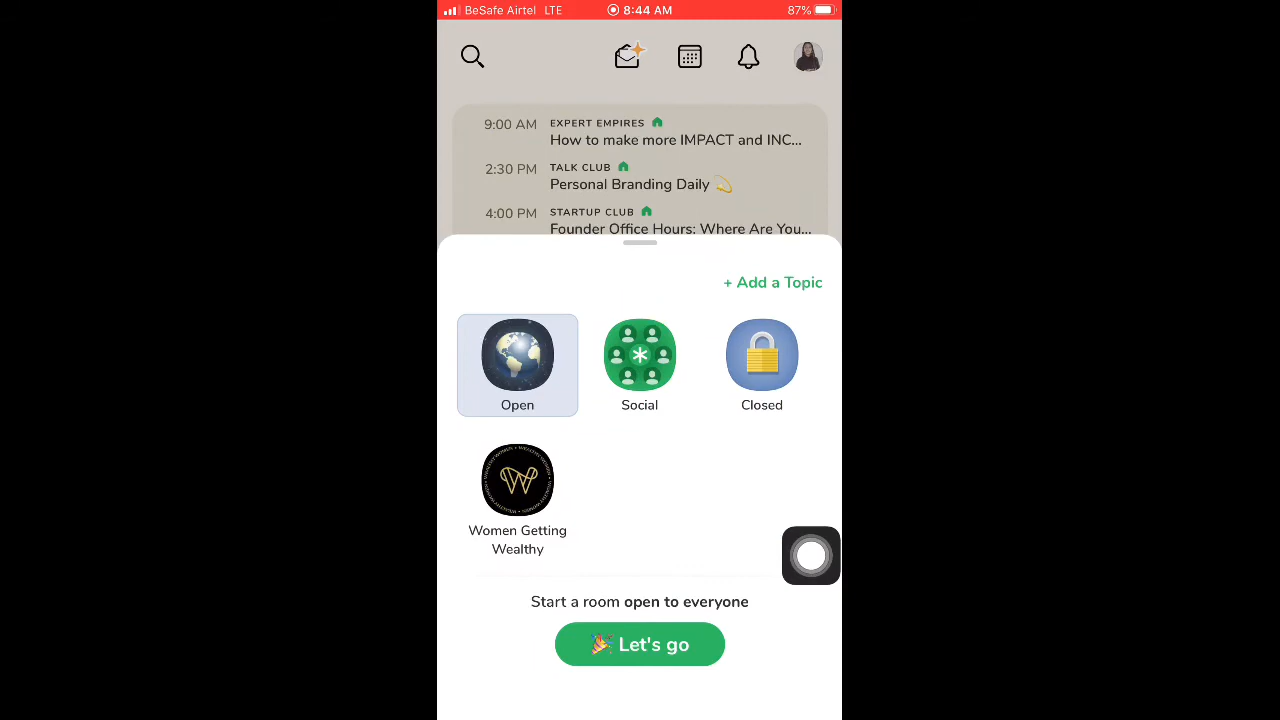 BeSafe Airtel LTE 8:44 AM 87%
9:00 AM EXPERT EMPIRES
How to make more IMPACT and INC...
2:30 PM TALK CLUB
Personal Branding Daily 💫
4:00 PM STARTUP CLUB
Founder Office Hours: Where Are You...
+ Add a Topic
Open Social Closed
Women Getting
Wealthy
Start a room open to everyone
🎉 Let's go